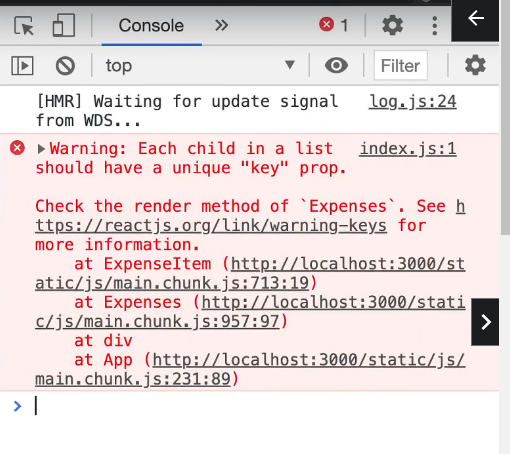 Console
1
top
Filter
[HMR] Waiting for update signal log.js:24
from WDS...
Warning: Each child in a list index.js:1
should have a unique "key" prop.
Check the render method of `Expenses`. See h
ttps://reactjs.org/link/warning-keys for
more information.
at ExpenseItem (http://localhost:3000/st
atic/js/main.chunk.js:713:19)
at Expenses (http://localhost:3000/stati
c/js/main.chunk.js:957:97)
at div
at App (http://localhost:3000/static/js/
main.chunk.js:231:89)